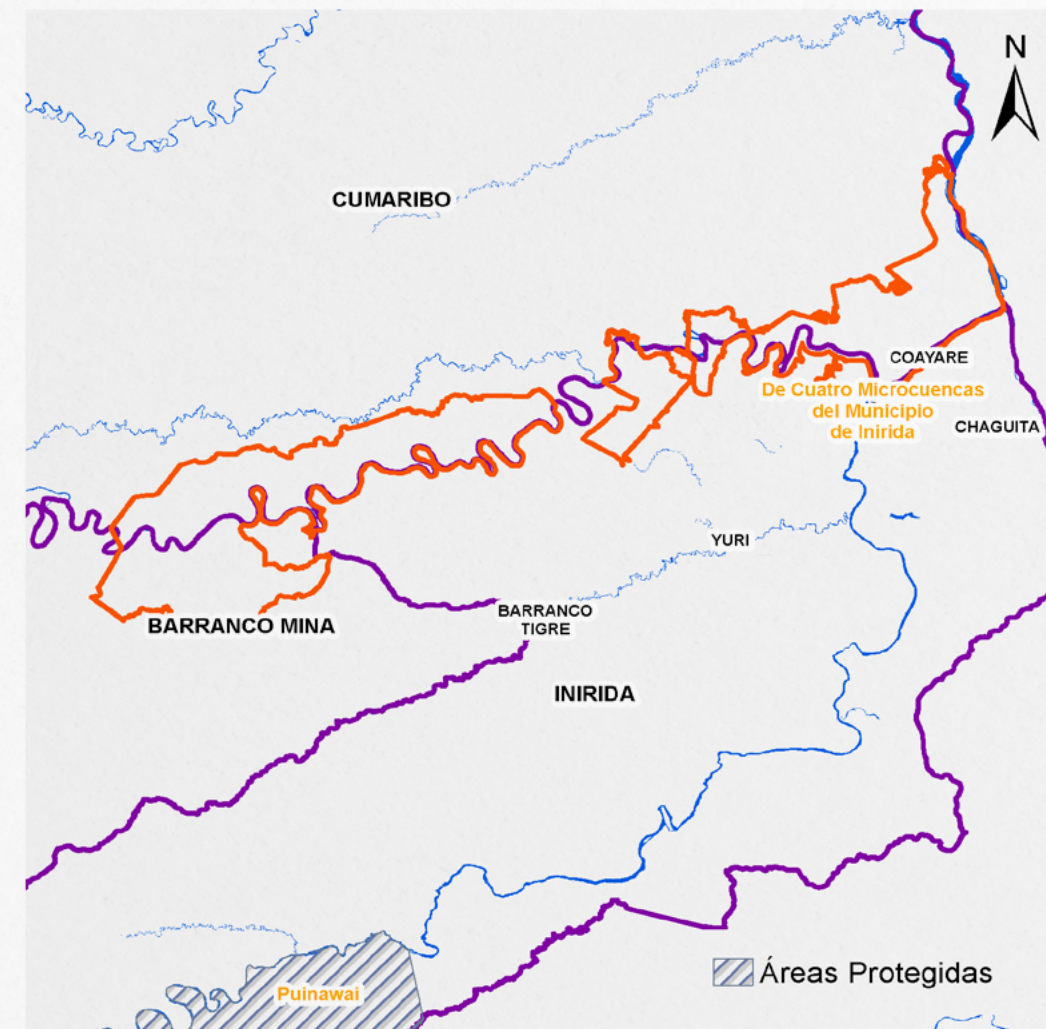 N
CUMARIBO
COAYARE
De Cuatro Microcuencas
del Municipio
de Inirida
CHAGUITA
YURI
BARRANCO
TIGRE
BARRANCO MINA
INIRIDA
Áreas Protegidas
Puinawai